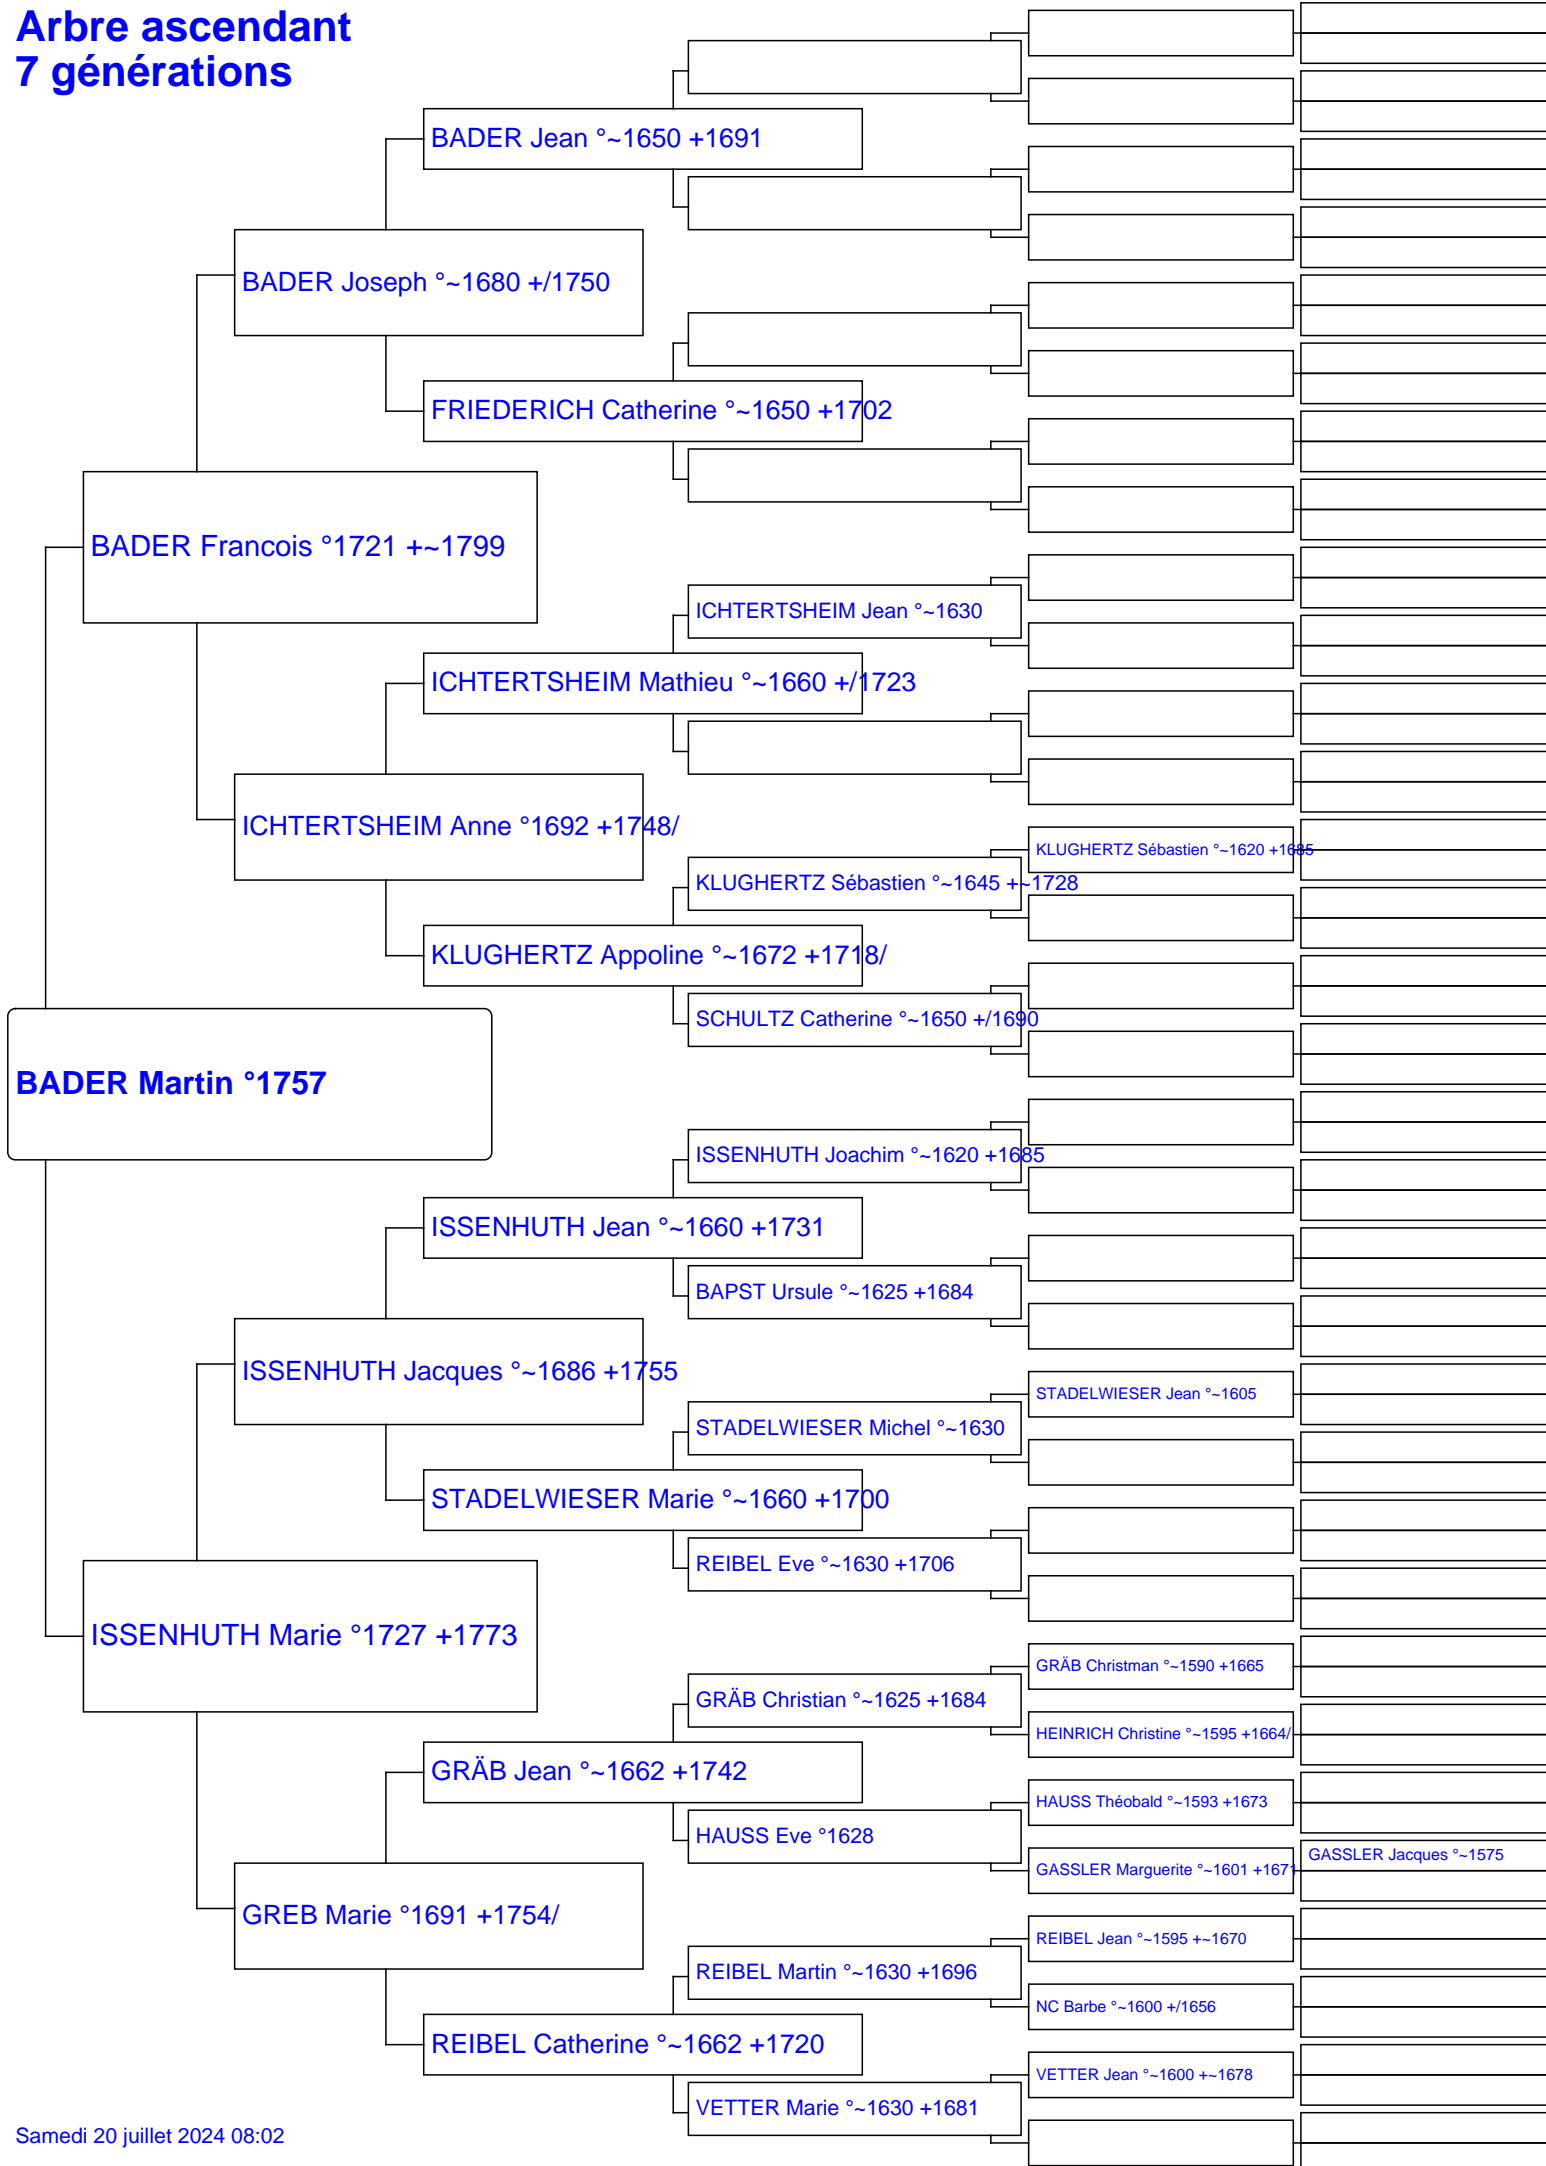 Arbre ascendant
7 générations
BADER Jean °~1650 +1691
BADER Joseph °~1680 +/1750
FRIEDERICH Catherine °~1650 +1702
BADER Francois °1721 +~1799
ICHTERTSHEIM Jean °~1630
ICHTERTSHEIM Mathieu °~1660 +/1723
ICHTERTSHEIM Anne °1692 +1748/
KLUGHERTZ Sébastien °~1620 +1685
KLUGHERTZ Sébastien °~1645 +~1728
KLUGHERTZ Appoline °~1672 +1718/
SCHULTZ Catherine °~1650 +/1690
BADER Martin °1757
ISSENHUTH Joachim °~1620 +1685
ISSENHUTH Jean °~1660 +1731
BAPST Ursule °~1625 +1684
ISSENHUTH Jacques °~1686 +1755
STADELWIESER Jean °~1605
STADELWIESER Michel °~1630
STADELWIESER Marie °~1660 +1700
REIBEL Eve °~1630 +1706
ISSENHUTH Marie °1727 +1773
GRÄB Christman °~1590 +1665
GRÄB Christian °~1625 +1684
HEINRICH Christine °~1595 +1664/
GRÄB Jean °~1662 +1742
HAUSS Théobald °~1593 +1673
HAUSS Eve °1628
GASSLER Jacques °~1575
GASSLER Marguerite °~1601 +1671
GREB Marie °1691 +1754/
REIBEL Jean °~1595 +~1670
REIBEL Martin °~1630 +1696
NC Barbe °~1600 +/1656
REIBEL Catherine °~1662 +1720
VETTER Jean °~1600 +~1678
VETTER Marie °~1630 +1681
Samedi 20 juillet 2024 08:02